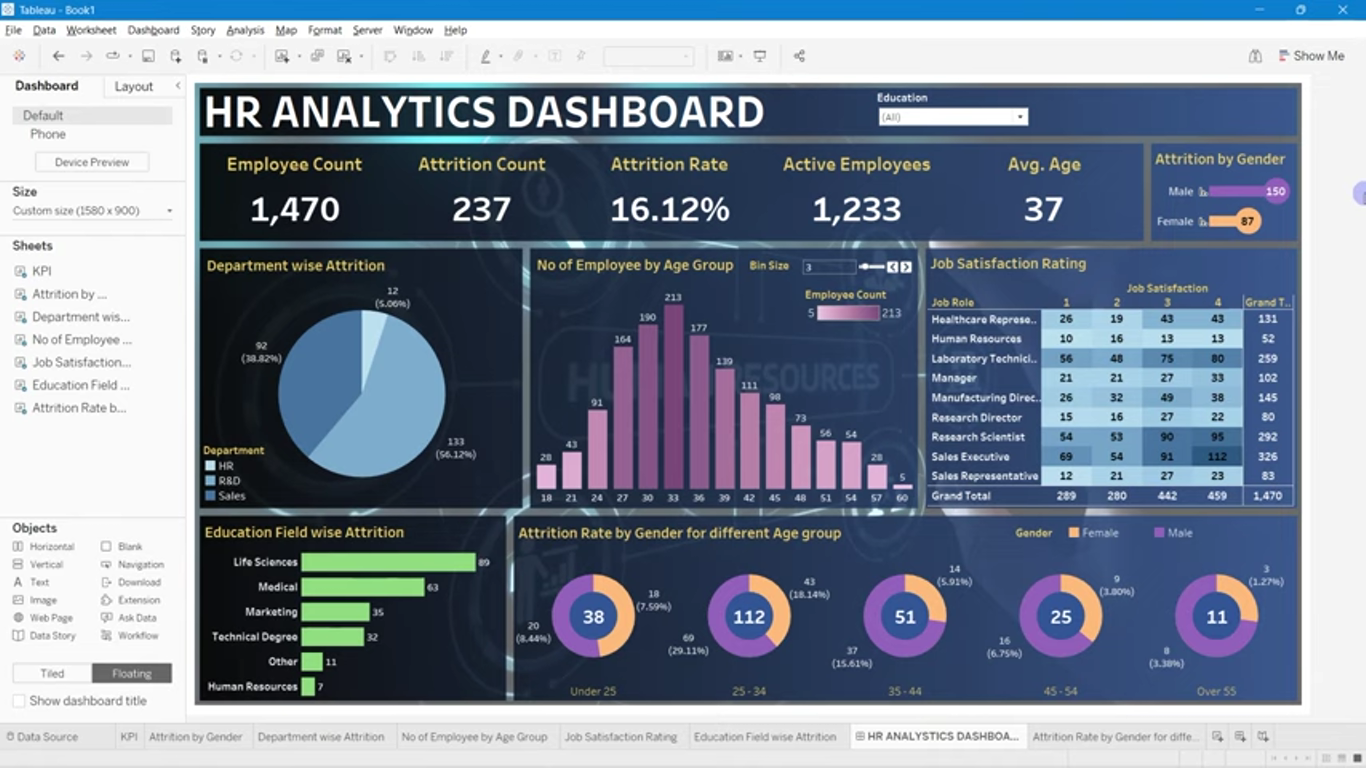 Tableau - Book1
File Data Worksheet Dashboard Story Analysis Map Format Server Window Help
Show Me
Dashboard Layout
Default
Phone
Device Preview
Size
Custom size (1580 x 900)
Sheets
KPI
Attrition by ...
Department wis...
No of Employee ...
Job Satisfaction...
Education Field ...
Attrition Rate b...
Objects
Horizontal Blank
Vertical Navigation
Text Download
Image Extension
Web Page Ask Data
Data Story Workflow
Tiled Floating
Show dashboard title
HR ANALYTICS DASHBOARD
Education
(All)
Employee Count Attrition Count Attrition Rate Active Employees Avg. Age
1,470 237 16.12% 1,233 37
Attrition by Gender
Male 150
Female 87
Department wise Attrition
12
(5.06%)
92
(38.82%)
133
(56.12%)
Department
HR
R&D
Sales
No of Employee by Age Group Bin Size 3
Employee Count
5 213
28 43 91 164 190 213 177 139 111 98 73 56 54 28 5
18 21 24 27 30 33 36 39 42 45 48 51 54 57 60
Job Satisfaction Rating
Job Satisfaction
Job Role 1 2 3 4 Grand T..
Healthcare Represe.. 26 19 43 43 131
Human Resources 10 16 13 13 52
Laboratory Technici.. 56 48 75 80 259
Manager 21 21 27 33 102
Manufacturing Direc.. 26 32 49 38 145
Research Director 15 16 27 22 80
Research Scientist 54 53 90 95 292
Sales Executive 69 54 91 112 326
Sales Representative 12 21 27 23 83
Grand Total 289 280 442 459 1,470
Education Field wise Attrition
Life Sciences 89
Medical 63
Marketing 35
Technical Degree 32
Other 11
Human Resources 7
Attrition Rate by Gender for different Age group
Gender Female Male
18
(7.59%)
38
20
(8.44%)
Under 25
43
(18.14%)
112
69
(29.11%)
25 - 34
14
(5.91%)
51
37
(15.61%)
35 - 44
9
(3.80%)
25
16
(6.75%)
45 - 54
3
(1.27%)
11
8
(3.38%)
Over 55
Data Source KPI Attrition by Gender Department wise Attrition No of Employee by Age Group Job Satisfaction Rating Education Field wise Attrition HR ANALYSTICS DASHBOA... Attrition Rate by Gender for diffe...